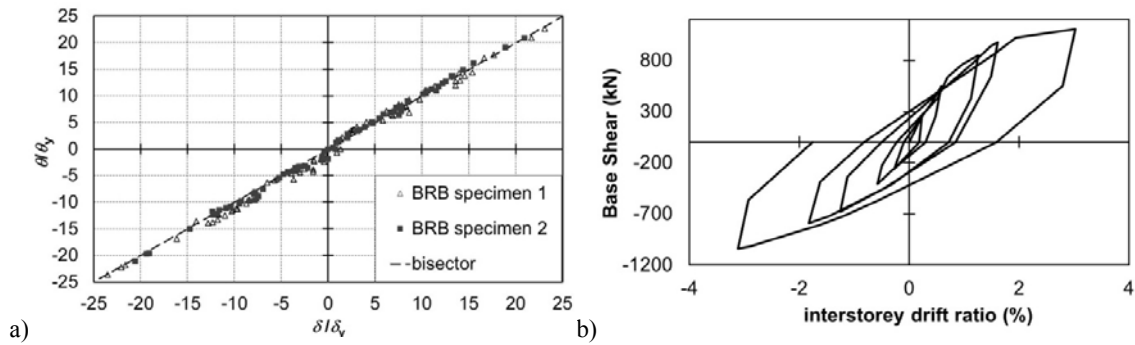 25
20
15
10
5
0
-5
-10
-15
-20
-25
θ/θy
-25 -20 -15 -10 -5 0 5 10 15 20 25
δ/δy
BRB specimen 1
BRB specimen 2
bisector
a)
800
300
-200
-700
-1200
Base Shear (kN)
-4 -2 0 2 4
interstorey drift ratio (%)
b)